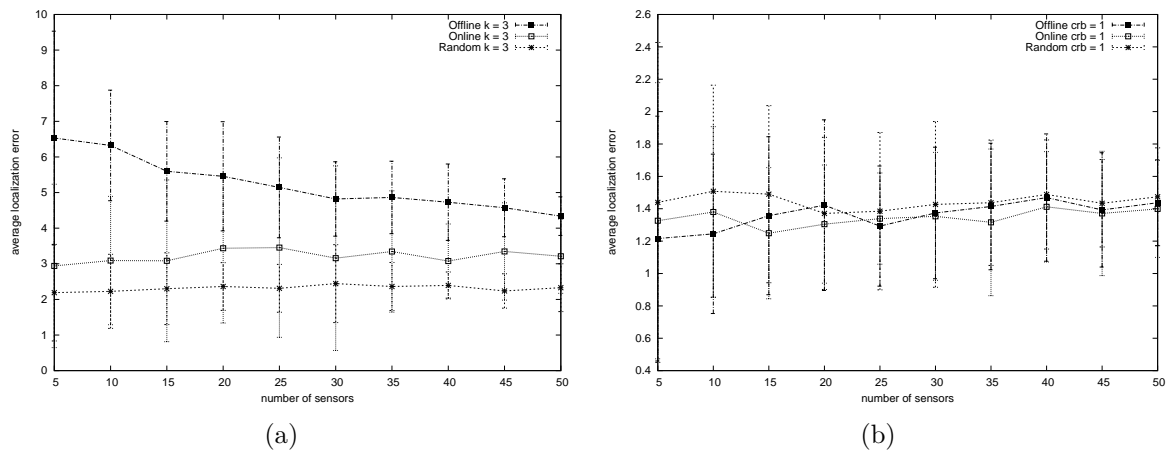 10
9
8
7
6
5
4
3
2
1
0
average localization error
Offline k = 3
Online k = 3
Random k = 3
5 10 15 20 25 30 35 40 45 50
number of sensors
(a)
2.6
2.4
2.2
2
1.8
1.6
1.4
1.2
1
0.8
0.6
0.4
average localization error
Offline crb = 1
Online crb = 1
Random crb = 1
5 10 15 20 25 30 35 40 45 50
number of sensors
(b)